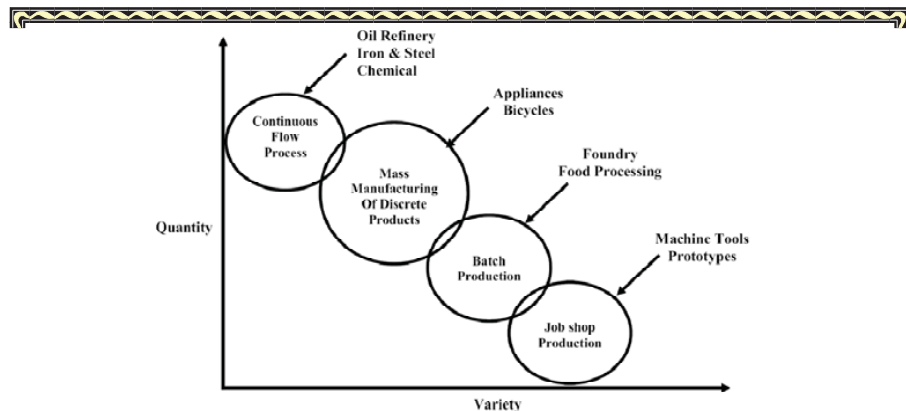 Oil Refinery
Iron & Steel
Chemical
Appliances
Bicycles
Continuous
Flow
Process
Foundry
Food Processing
Mass
Manufacturing
Of Discrete
Products
Quantity
Machine Tools
Prototypes
Batch
Production
Job shop
Production
Variety